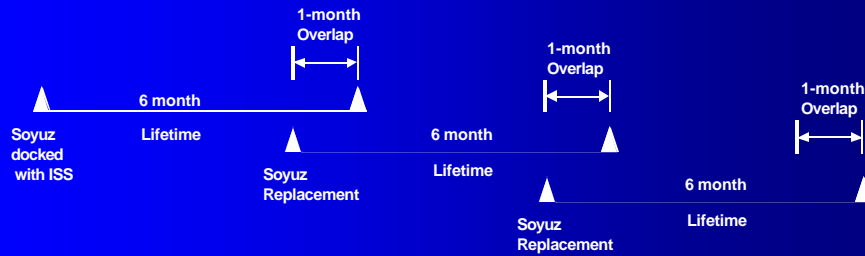 1-month
Overlap
6 month
Lifetime
Soyuz
docked
with ISS
1-month
Overlap
6 month
Lifetime
Soyuz
Replacement
1-month
Overlap
6 month
Lifetime
Soyuz
Replacement